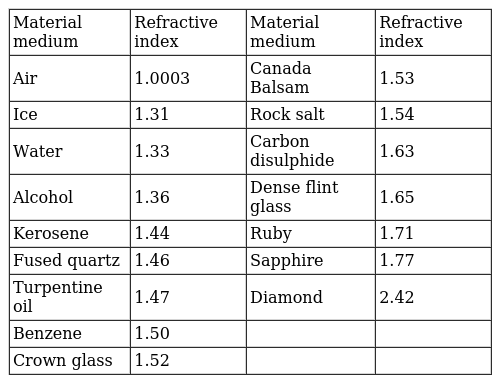 Material medium Refractive index Material medium Refractive index
Air 1.0003 Canada Balsam 1.53
Ice 1.31 Rock salt 1.54
Water 1.33 Carbon disulphide 1.63
Alcohol 1.36 Dense flint glass 1.65
Kerosene 1.44 Ruby 1.71
Fused quartz 1.46 Sapphire 1.77
Turpentine oil 1.47 Diamond 2.42
Benzene 1.50
Crown glass 1.52